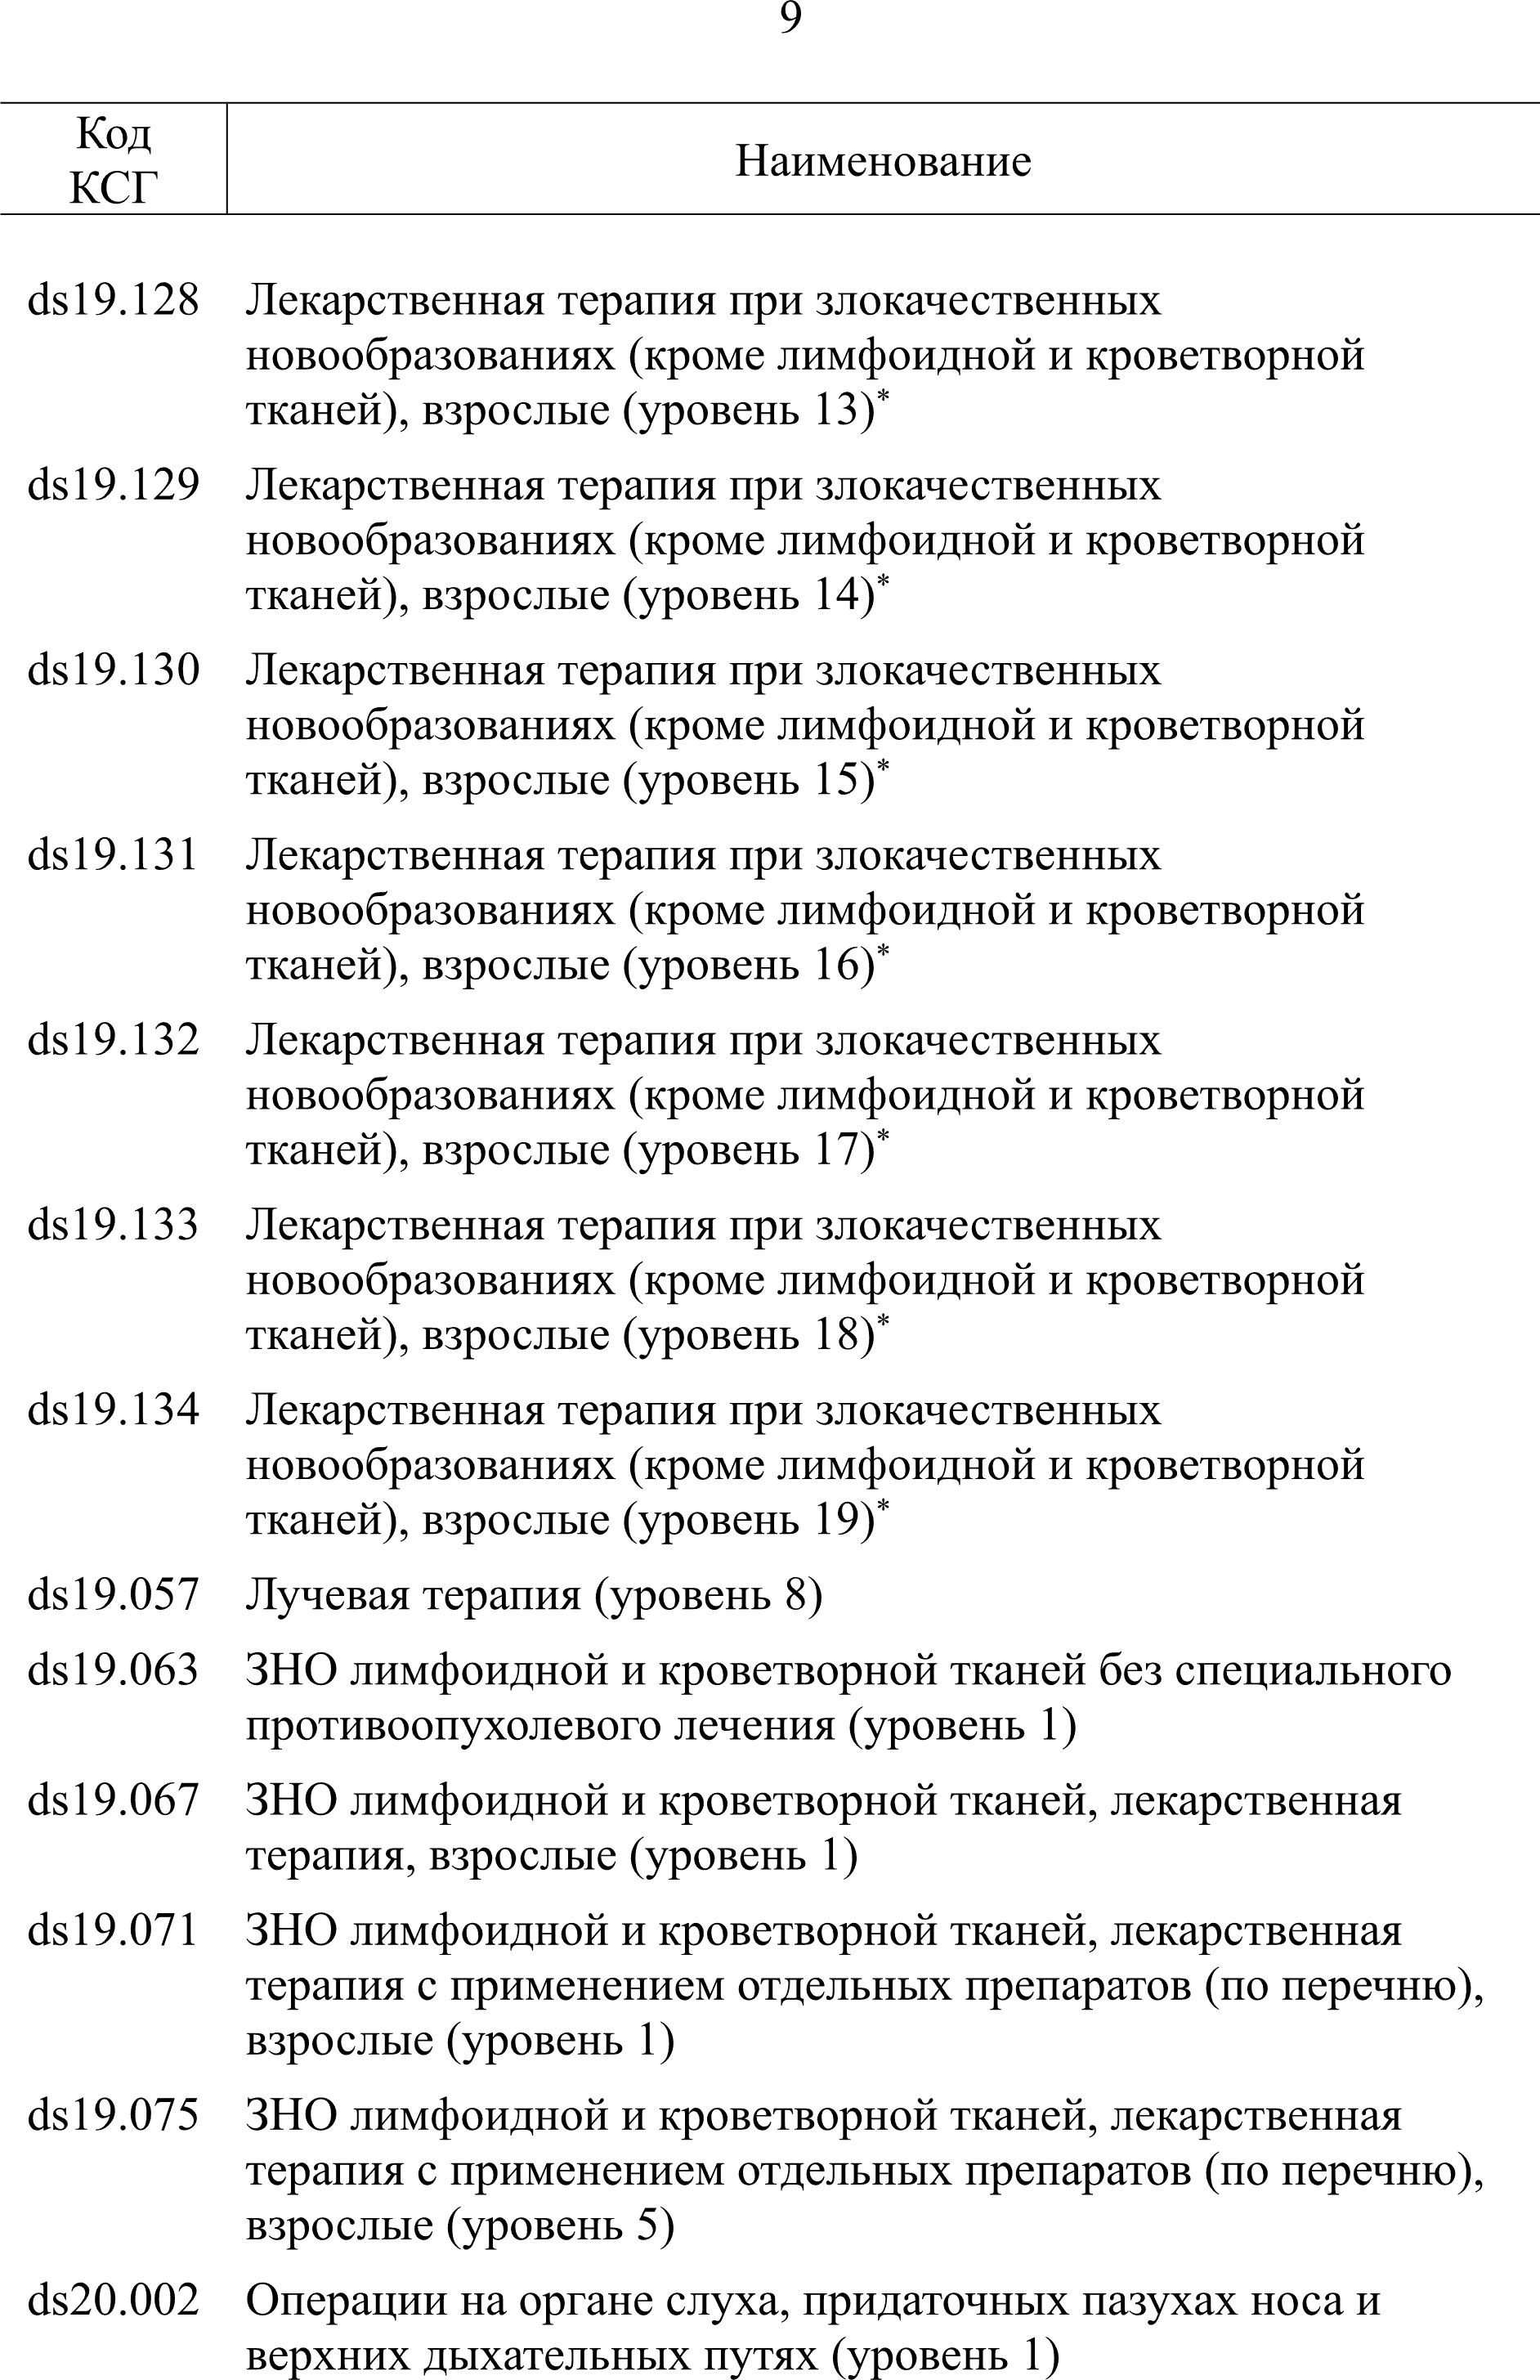 9
Код
КСГ
Наименование
ds19.128 Лекарственная терапия при злокачественных
новообразованиях (кроме лимфоидной и кроветворной
тканей), взрослые (уровень 13)*
ds19.129 Лекарственная терапия при злокачественных
новообразованиях (кроме лимфоидной и кроветворной
тканей), взрослые (уровень 14)*
ds19.130 Лекарственная терапия при злокачественных
новообразованиях (кроме лимфоидной и кроветворной
тканей), взрослые (уровень 15)*
ds19.131 Лекарственная терапия при злокачественных
новообразованиях (кроме лимфоидной и кроветворной
тканей), взрослые (уровень 16)*
ds19.132 Лекарственная терапия при злокачественных
новообразованиях (кроме лимфоидной и кроветворной
тканей), взрослые (уровень 17)*
ds19.133 Лекарственная терапия при злокачественных
новообразованиях (кроме лимфоидной и кроветворной
тканей), взрослые (уровень 18)*
ds19.134 Лекарственная терапия при злокачественных
новообразованиях (кроме лимфоидной и кроветворной
тканей), взрослые (уровень 19)*
ds19.057 Лучевая терапия (уровень 8)
ds19.063 ЗНО лимфоидной и кроветворной тканей без специального
противоопухолевого лечения (уровень 1)
ds19.067 ЗНО лимфоидной и кроветворной тканей, лекарственная
терапия, взрослые (уровень 1)
ds19.071 ЗНО лимфоидной и кроветворной тканей, лекарственная
терапия с применением отдельных препаратов (по перечню),
взрослые (уровень 1)
ds19.075 ЗНО лимфоидной и кроветворной тканей, лекарственная
терапия с применением отдельных препаратов (по перечню),
взрослые (уровень 5)
ds20.002 Операции на органе слуха, придаточных пазухах носа и
верхних дыхательных путях (уровень 1)